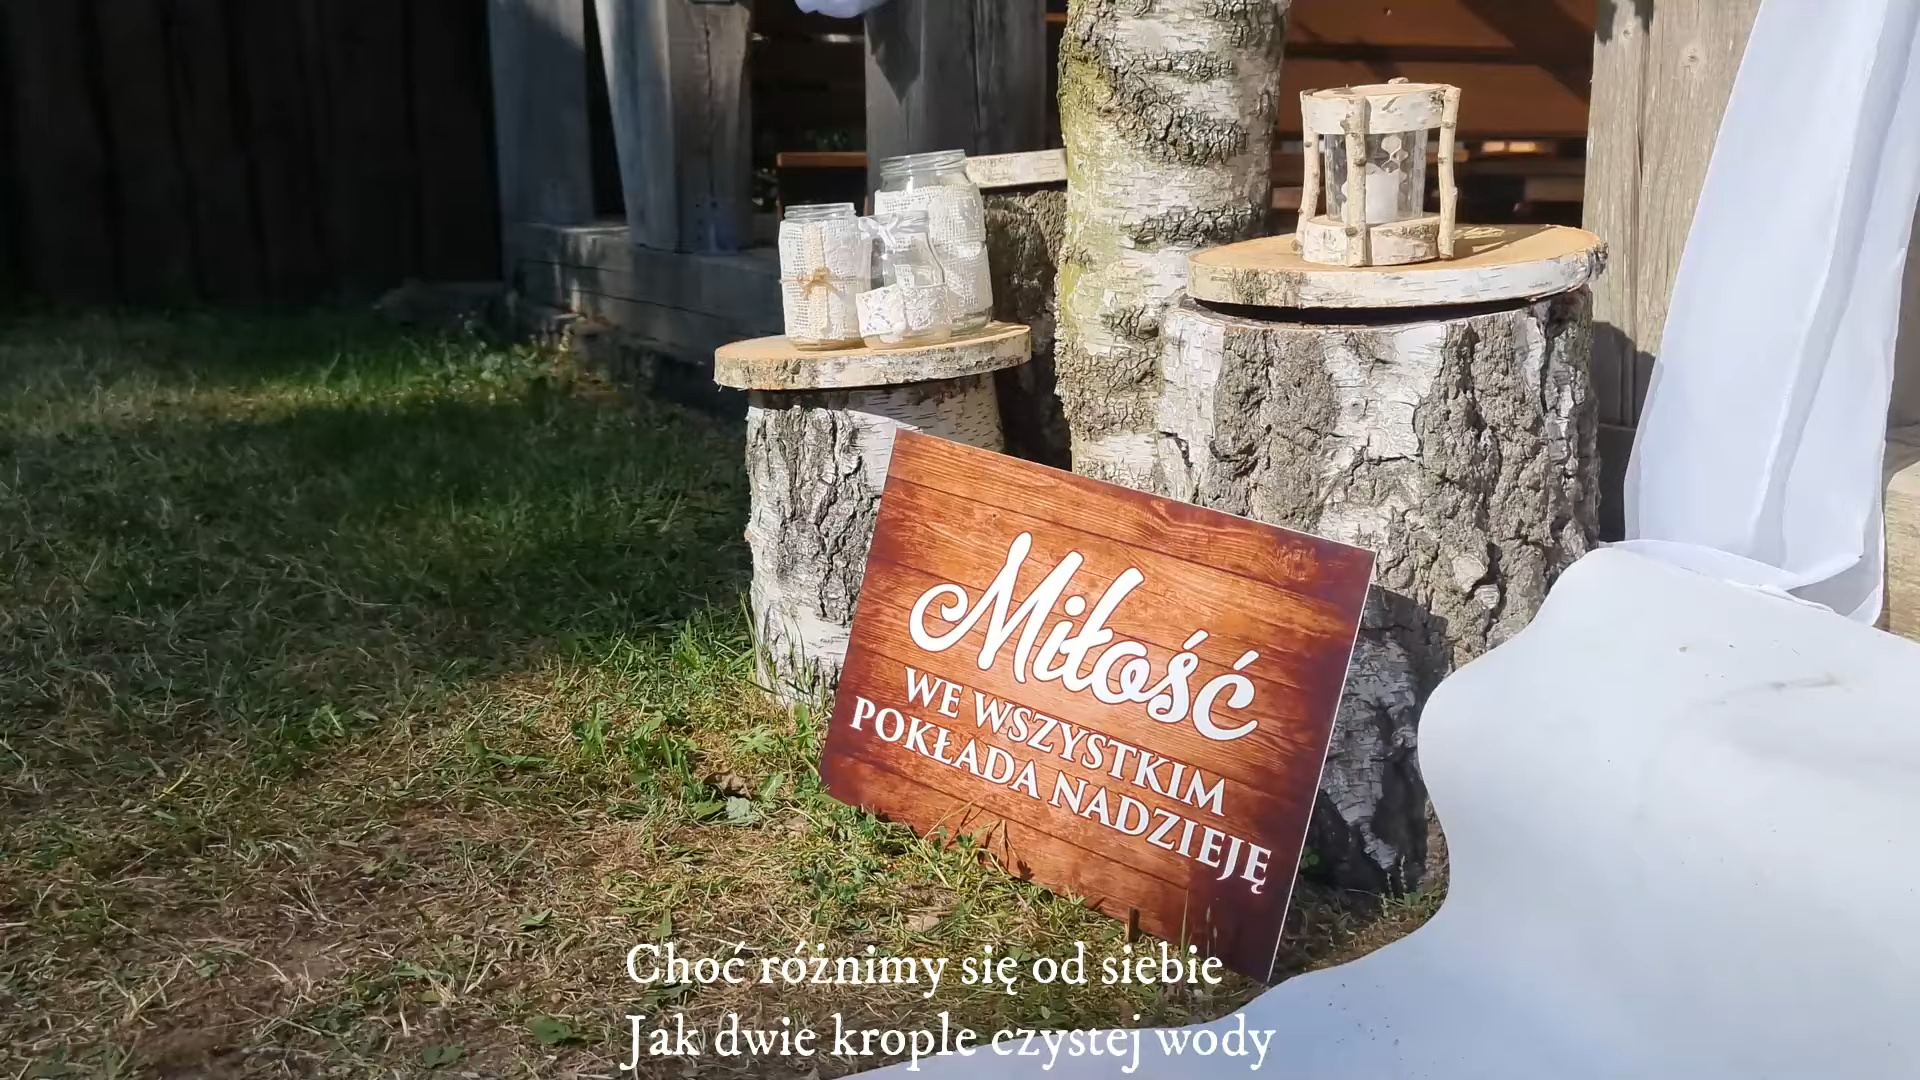 Miłość
WE WSZYSTKIM
POKŁADA NADZIEJĘ
Choć różnimy się od siebie
Jak dwie krople czystej wody